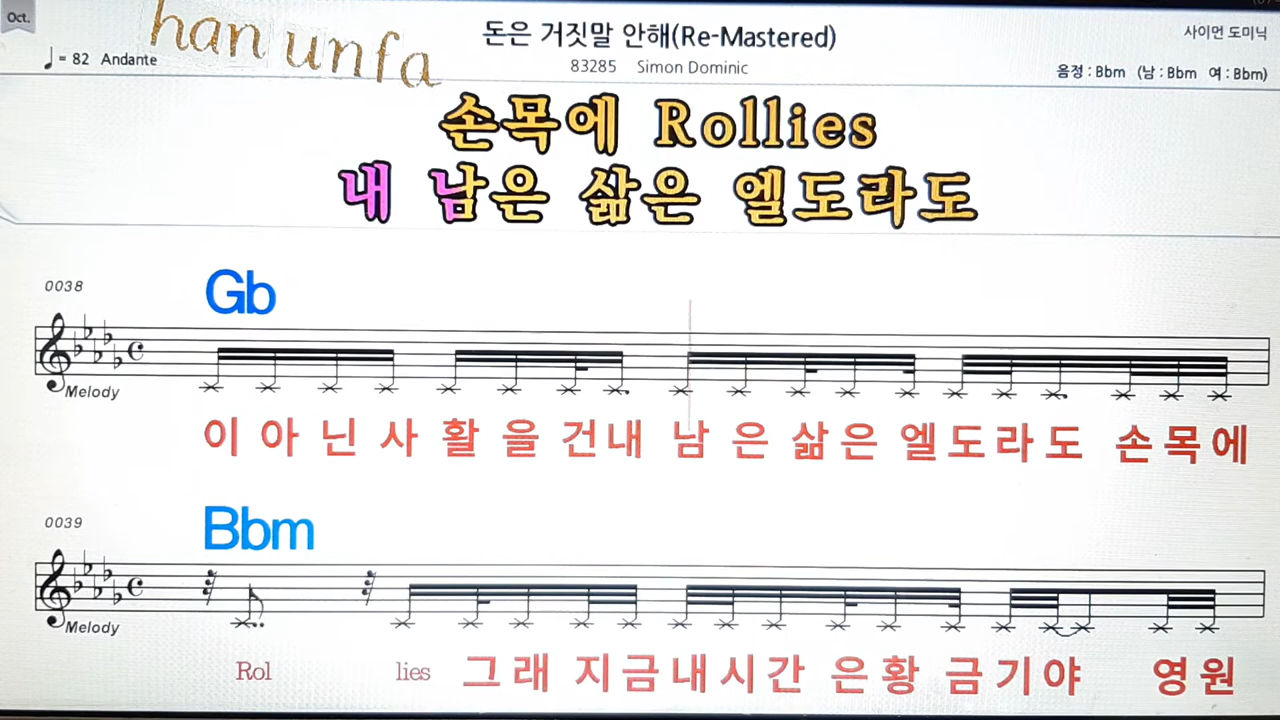 Oct.
han unfa
돈은 거짓말 안해(Re-Mastered)
사이먼 도미닉
♩= 82 Andante
83285 Simon Dominic
음정 : Bbm (남 : Bbm 여 : Bbm)
손목에 Rollies
내 남은 삶은 엘도라도
0038
Gb
Melody
이 아 닌 사 활 을 건내 남 은 삶은 엘도라도 손목에
0039
Bbm
Melody
Rol lies 그래 지금내시간 은황 금기야 영원